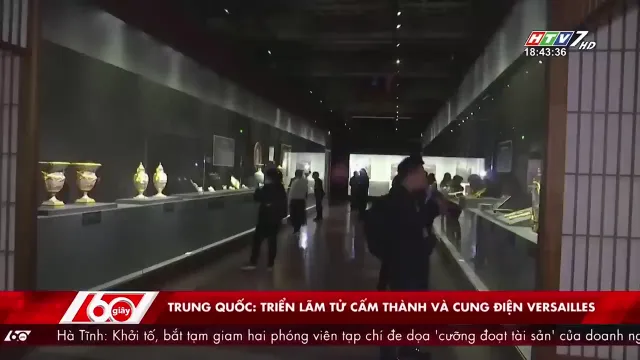 HTV7 HD
18:43:36
60 giây
TRUNG QUỐC: TRIỂN LÃM TỬ CẤM THÀNH VÀ CUNG ĐIỆN VERSAILLES
60 giây Hà Tĩnh: Khởi tố, bắt tạm giam hai phóng viên tạp chí đe dọa 'cưỡng đoạt tài sản' của doanh ng